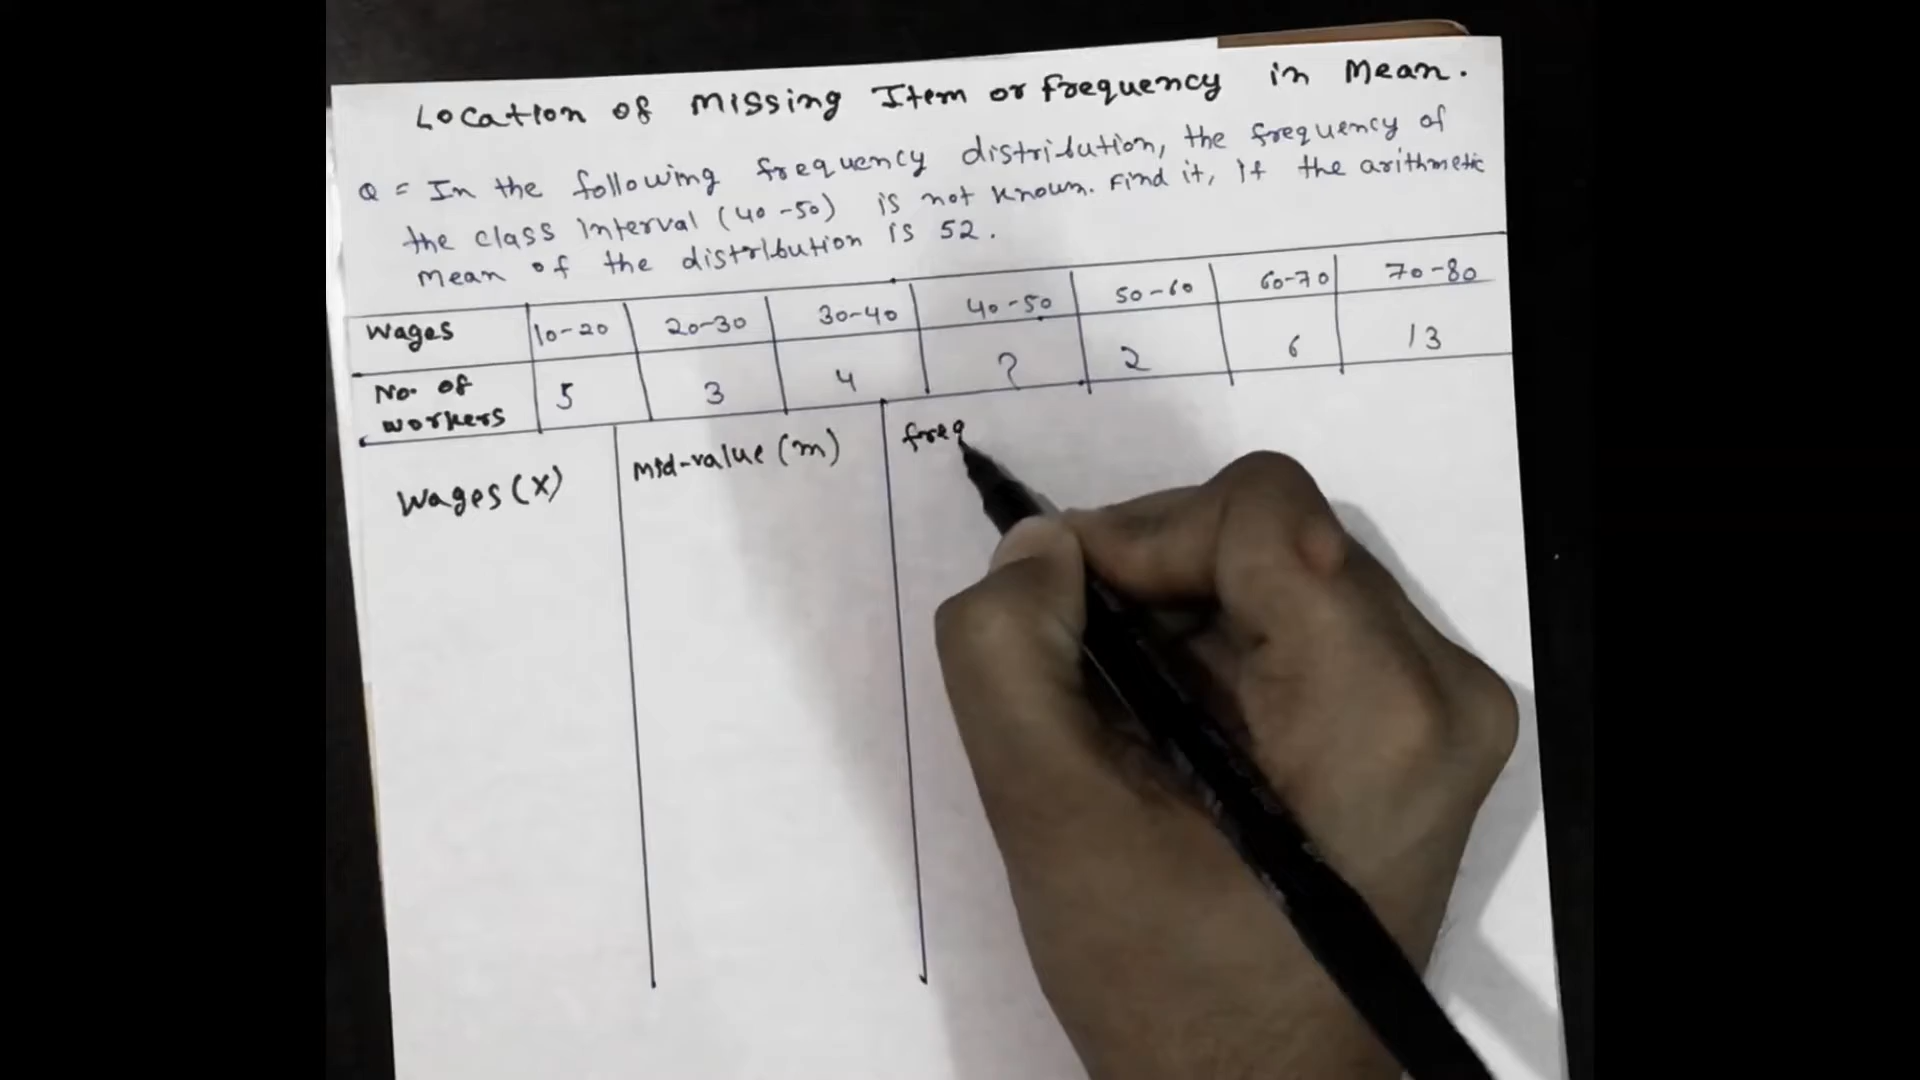 Location of Missing Item or frequency in Mean.
Q = In the following frequency distribution, the frequency of
the class interval (40-50) is not known. Find it, if the arithmetic
mean of the distribution is 52.
Wages 10-20 20-30 30-40 40-50 50-60 60-70 70-80
No. of workers 5 3 4 ? 2 6 13
Wages (X) Mid-value (m) freq